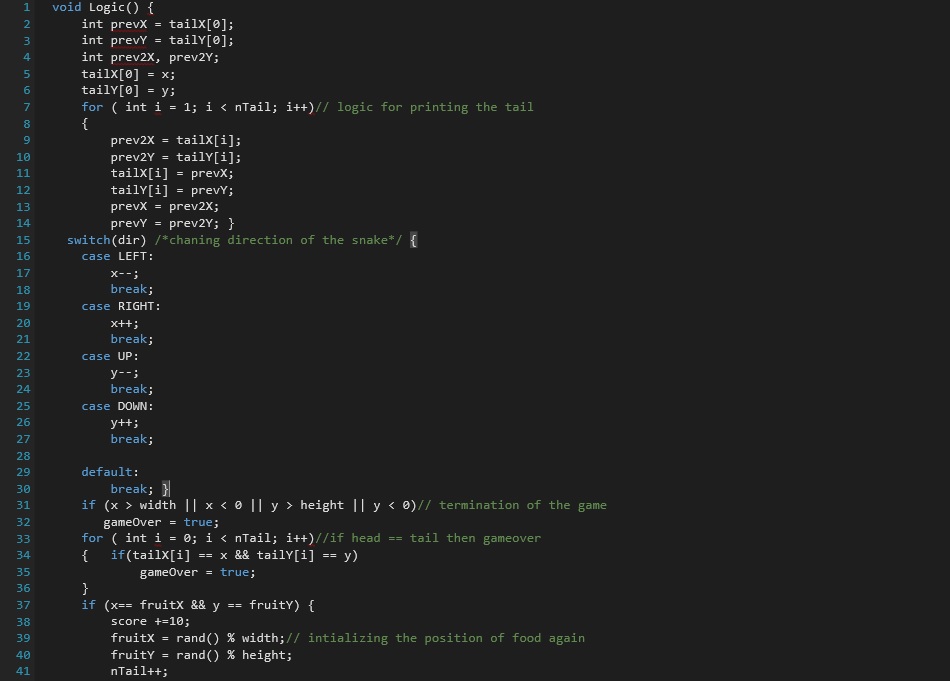 1 void Logic() {
2 int prevX = tailX[0];
3 int prevY = tailY[0];
4 int prev2X, prev2Y;
5 tailX[0] = x;
6 tailY[0] = y;
7 for ( int i = 1; i < nTail; i++)// logic for printing the tail
8 {
9 prev2X = tailX[i];
10 prev2Y = tailY[i];
11 tailX[i] = prevX;
12 tailY[i] = prevY;
13 prevX = prev2X;
14 prevY = prev2Y; }
15 switch(dir) /*chaning direction of the snake*/ {
16 case LEFT:
17 x--;
18 break;
19 case RIGHT:
20 x++;
21 break;
22 case UP:
23 y--;
24 break;
25 case DOWN:
26 y++;
27 break;
28
29 default:
30 break; }
31 if (x > width || x < 0 || y > height || y < 0)// termination of the game
32 gameOver = true;
33 for ( int i = 0; i < nTail; i++)//if head == tail then gameover
34 { if(tailX[i] == x && tailY[i] == y)
35 gameOver = true;
36 }
37 if (x== fruitX && y == fruitY) {
38 score +=10;
39 fruitX = rand() % width;// intializing the position of food again
40 fruitY = rand() % height;
41 nTail++;